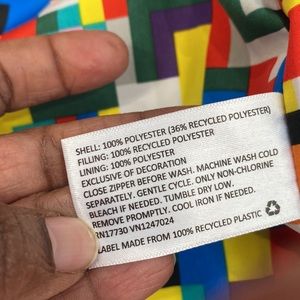 SHELL: 100% POLYESTER (36% RECYCLED POLYESTER)
FILLING: 100% RECYCLED POLYESTER
LINING: 100% POLYESTER
EXCLUSIVE OF DECORATION
CLOSE ZIPPER BEFORE WASH. MACHINE WASH COLD
SEPARATELY. GENTLE CYCLE. ONLY NON-CHLORINE
BLEACH IF NEEDED. TUMBLE DRY LOW.
REMOVE PROMPTLY. COOL IRON IF NEEDED.
RN17730 VN1247024
LABEL MADE FROM 100% RECYCLED PLASTIC